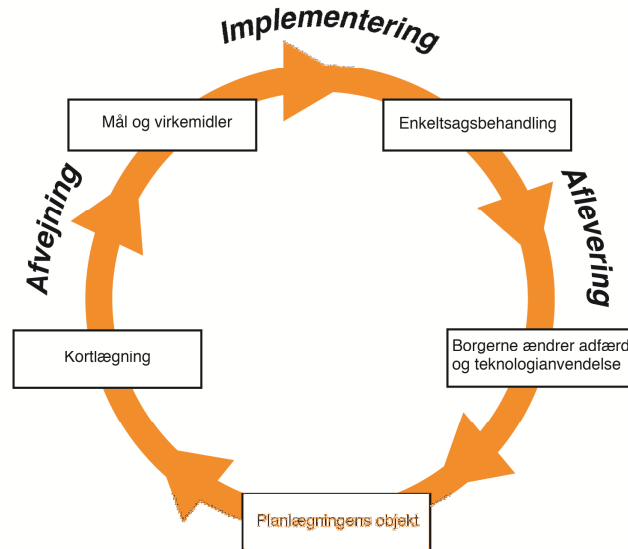 Implementering
Mål og virkemidler
Enkeltsagsbehandling
Afvejning
Aflevering
Kortlægning
Borgerne ændrer adfærd
og teknologianvendelse
Planlægningens objekt